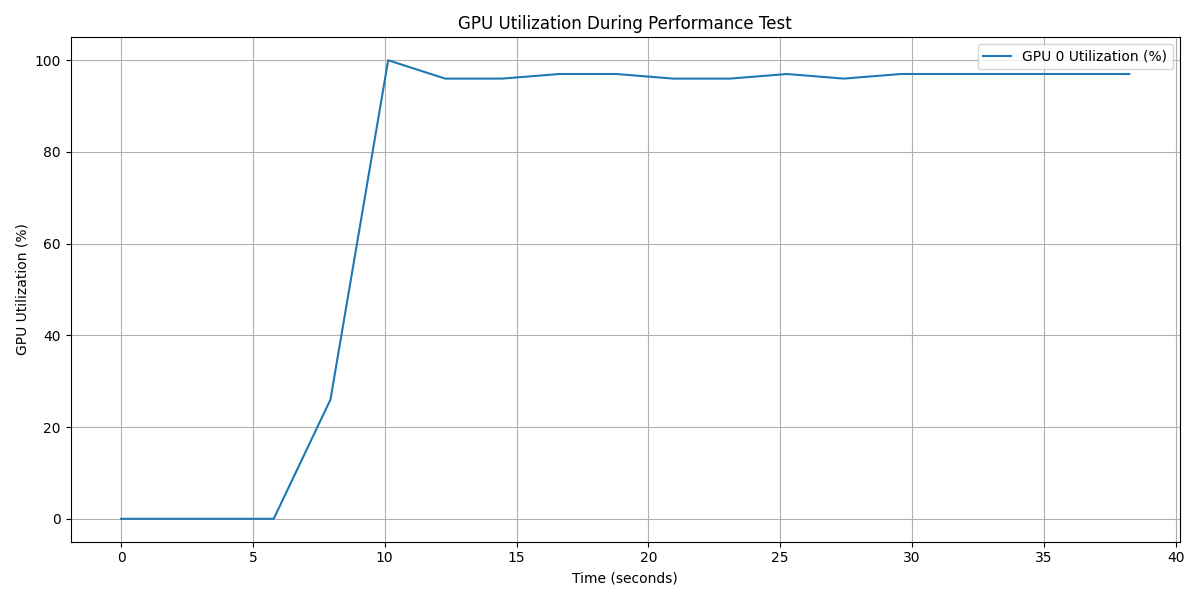 GPU Utilization During Performance Test
GPU 0 Utilization (%)
GPU Utilization (%)
100
80
60
40
20
0
0 5 10 15 20 25 30 35 40
Time (seconds)